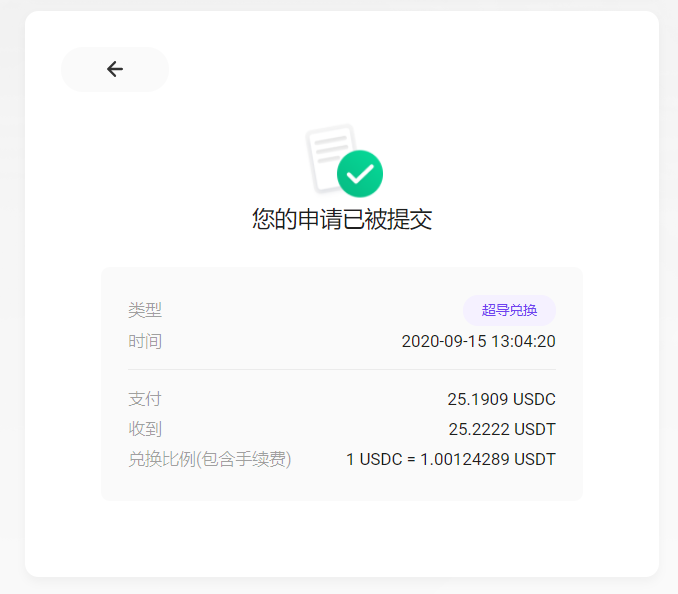 您的申请已被提交
类型 超导兑换
时间 2020-09-15 13:04:20
支付 25.1909 USDC
收到 25.2222 USDT
兑换比例(包含手续费) 1 USDC = 1.00124289 USDT